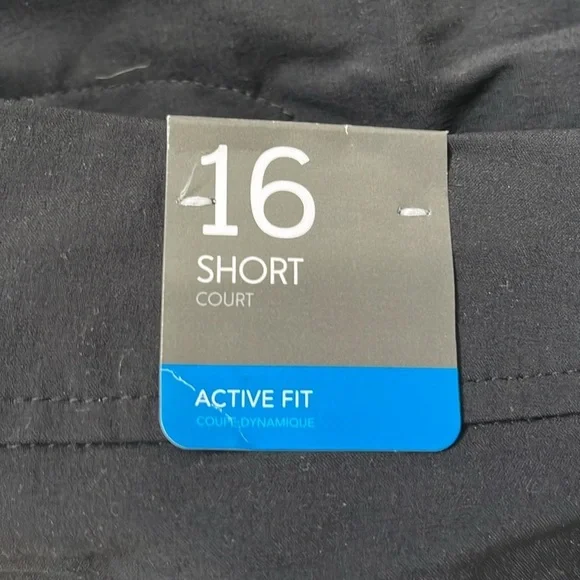 16
SHORT
COURT
ACTIVE FIT
COUPE DYNAMIQUE